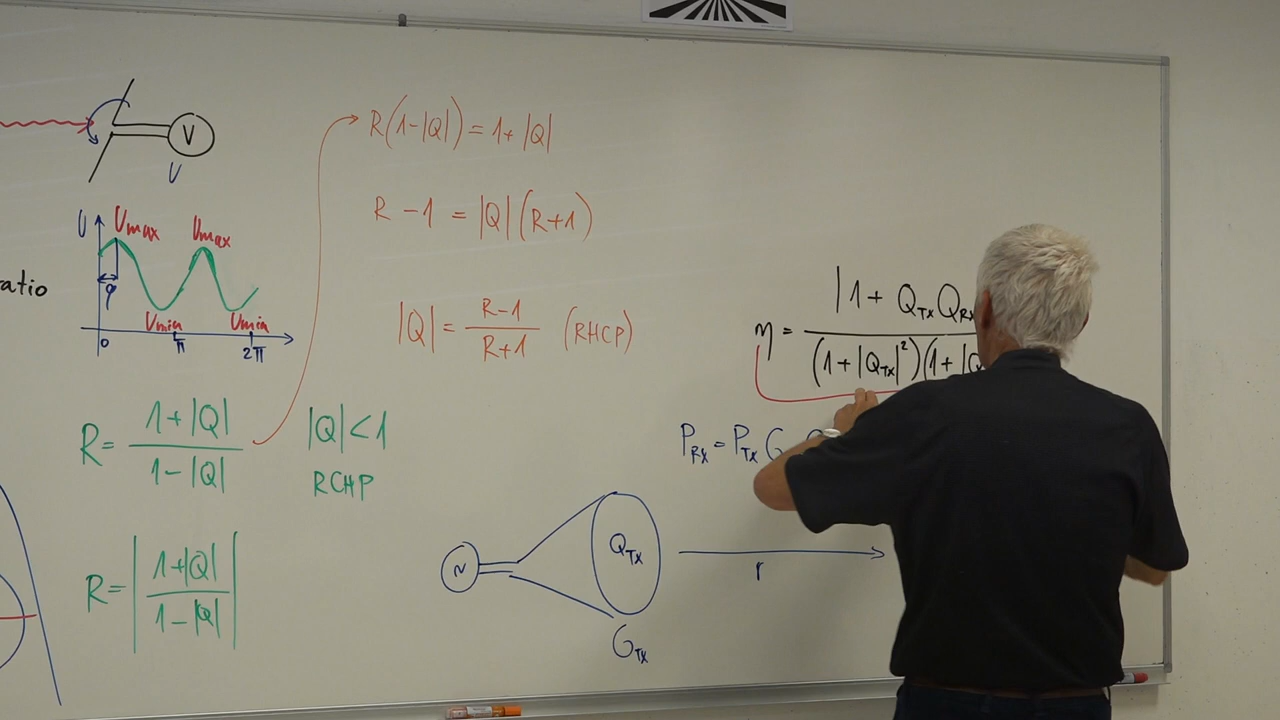 V
U
U
Umax
Umax
atio
φ
Umin
Umin
0
π
2π
R = 1+|Q| / 1-|Q|
|Q| < 1
RCHP
R = | 1+|Q| / 1-|Q| |
R(1-|Q|) = 1+|Q|
R - 1 = |Q|(R+1)
|Q| = R-1 / R+1 (RHCP)
N
Q_TX
G_TX
r
η = |1 + Q_TX Q_RX / (1+|Q_TX|²)(1+|Q
P_RX = P_TX G